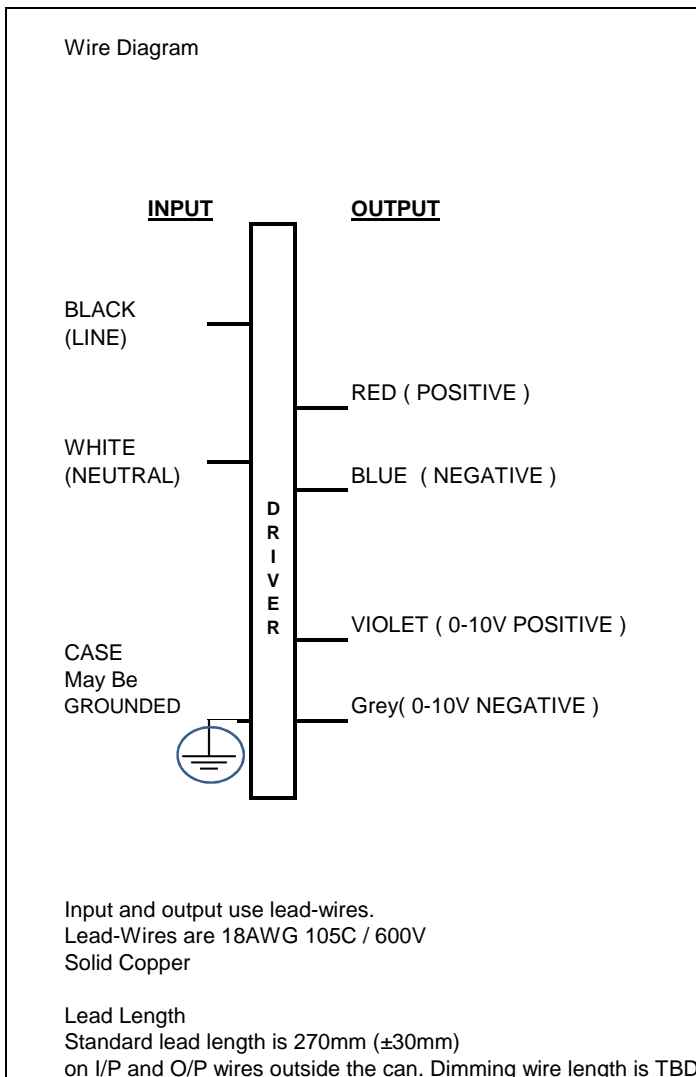 Wire Diagram
INPUT
OUTPUT
BLACK
(LINE)
RED ( POSITIVE )
WHITE
(NEUTRAL)
BLUE ( NEGATIVE )
D
R
I
V
E
R
VIOLET ( 0-10V POSITIVE )
CASE
May Be
GROUNDED
Grey( 0-10V NEGATIVE )
Input and output use lead-wires.
Lead-Wires are 18AWG 105C / 600V
Solid Copper
Lead Length
Standard lead length is 270mm (±30mm)
on I/P and O/P wires outside the can. Dimming wire length is TBD